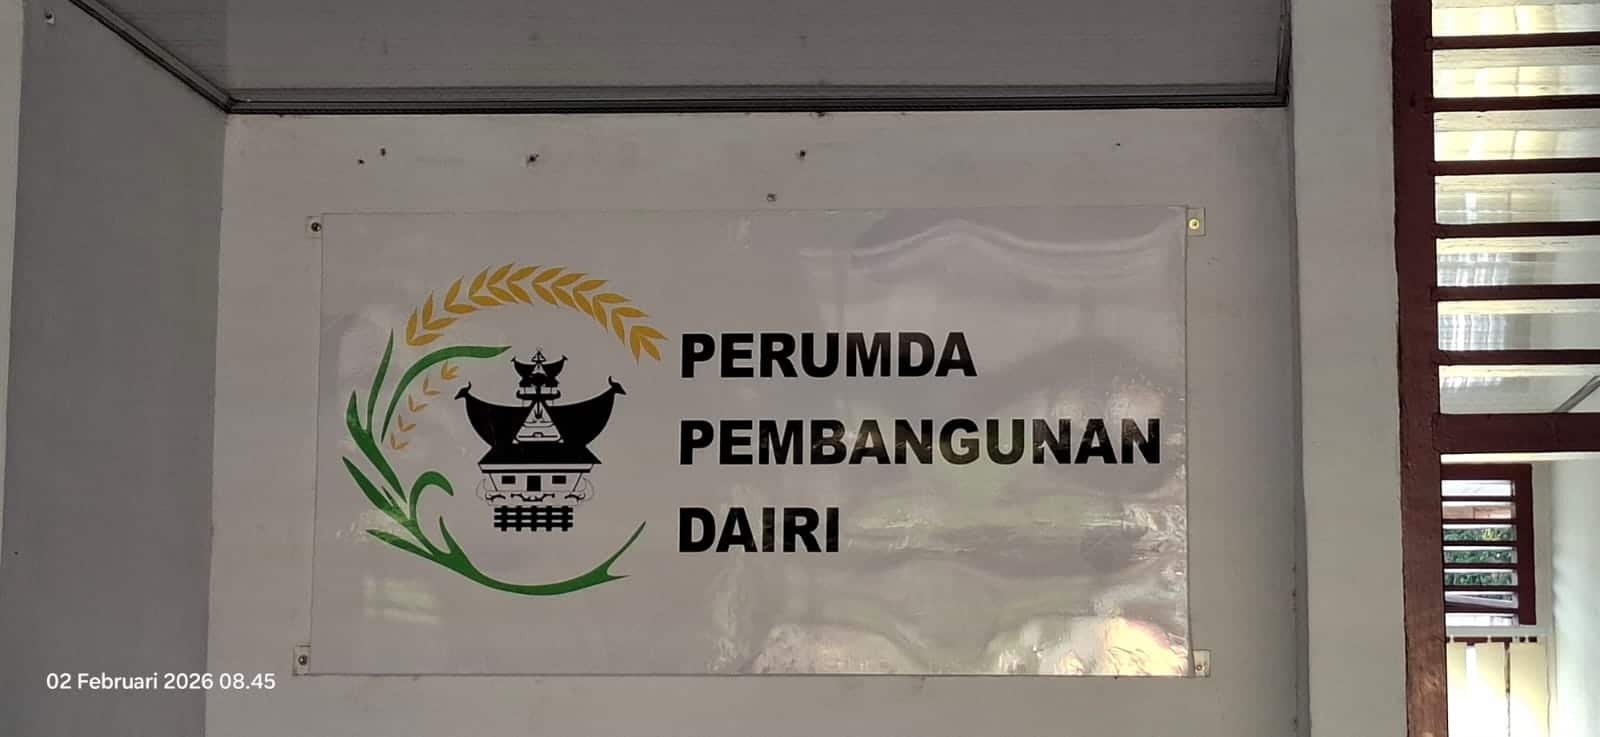 PERUMDA
PEMBANGUNAN
DAIRI
02 Februari 2026 08.45